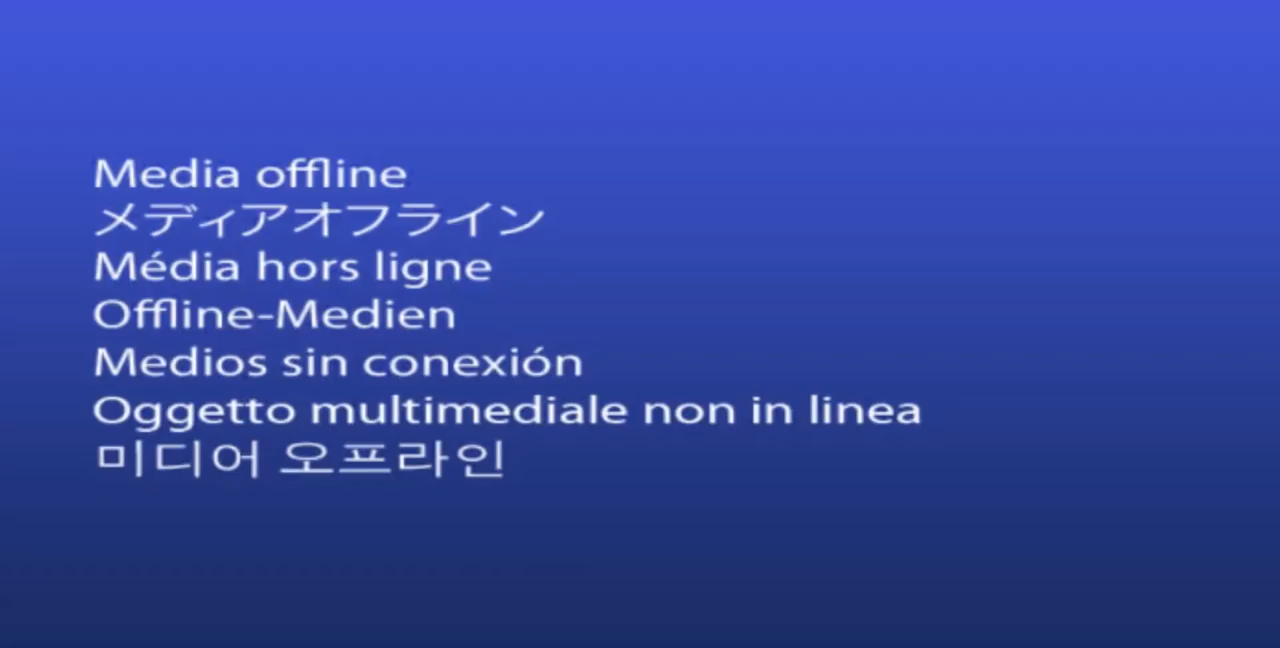 Media offline
メディアオフライン
Média hors ligne
Offline-Medien
Medios sin conexión
Oggetto multimediale non in linea
미디어 오프라인